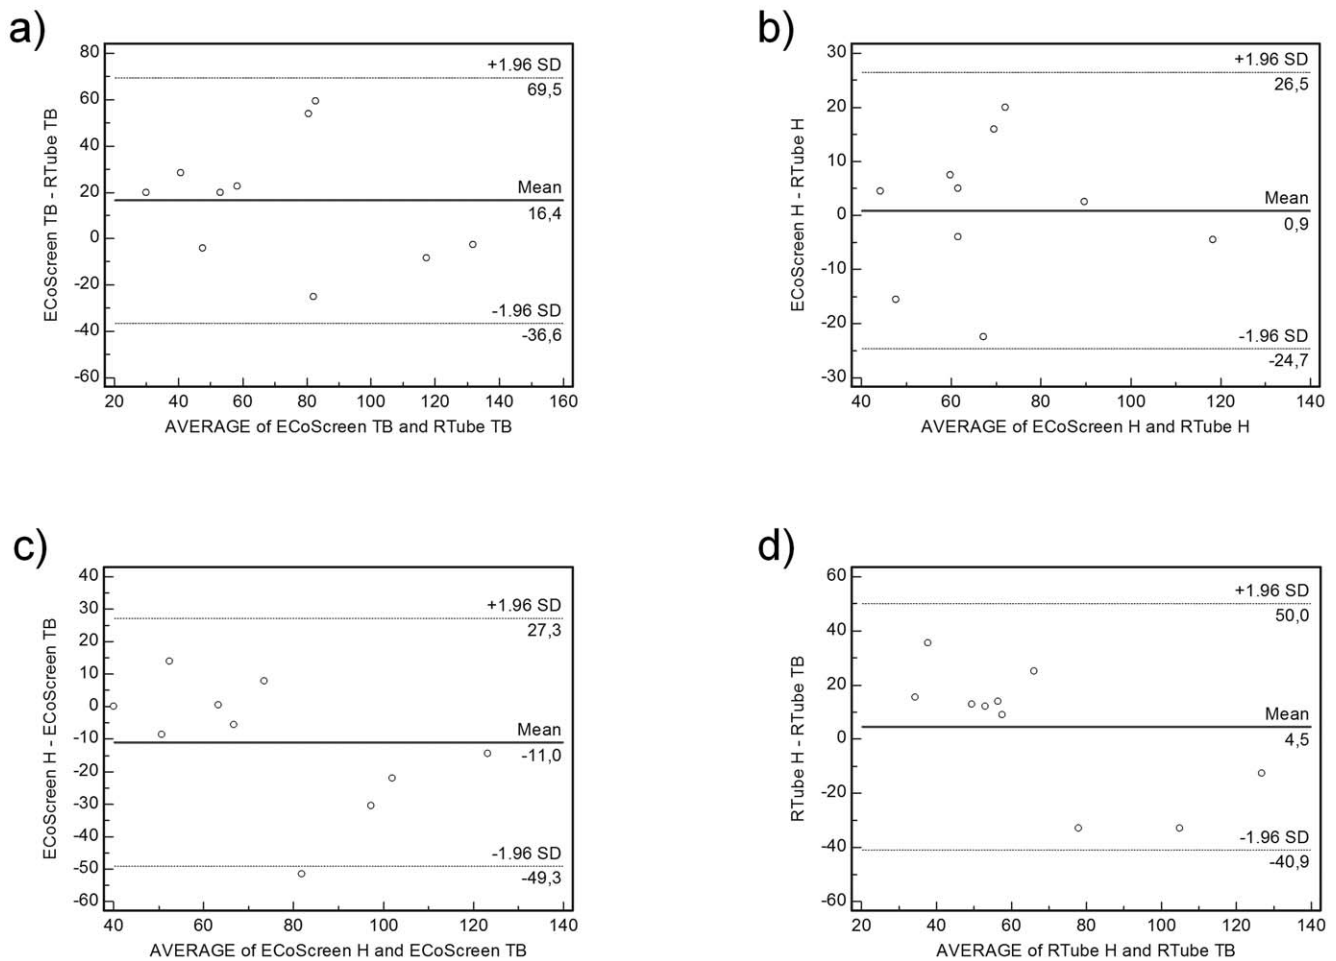 a)
80
60
40
20
0
-20
-40
-60
ECoScreen TB - RTube TB
+1.96 SD
69,5
Mean
16,4
-1.96 SD
-36,6
20 40 60 80 100 120 140 160
AVERAGE of ECoScreen TB and RTube TB
b)
30
20
10
0
-10
-20
-30
ECoScreen H - RTube H
+1.96 SD
26,5
Mean
0,9
-1.96 SD
-24,7
40 60 80 100 120 140
AVERAGE of ECoScreen H and RTube H
c)
40
30
20
10
0
-10
-20
-30
-40
-50
-60
ECoScreen H - ECoScreen TB
+1.96 SD
27,3
Mean
-11,0
-1.96 SD
-49,3
40 60 80 100 120 140
AVERAGE of ECoScreen H and ECoScreen TB
d)
60
40
20
0
-20
-40
-60
RTube H - RTube TB
+1.96 SD
50,0
Mean
4,5
-1.96 SD
-40,9
20 40 60 80 100 120 140
AVERAGE of RTube H and RTube TB